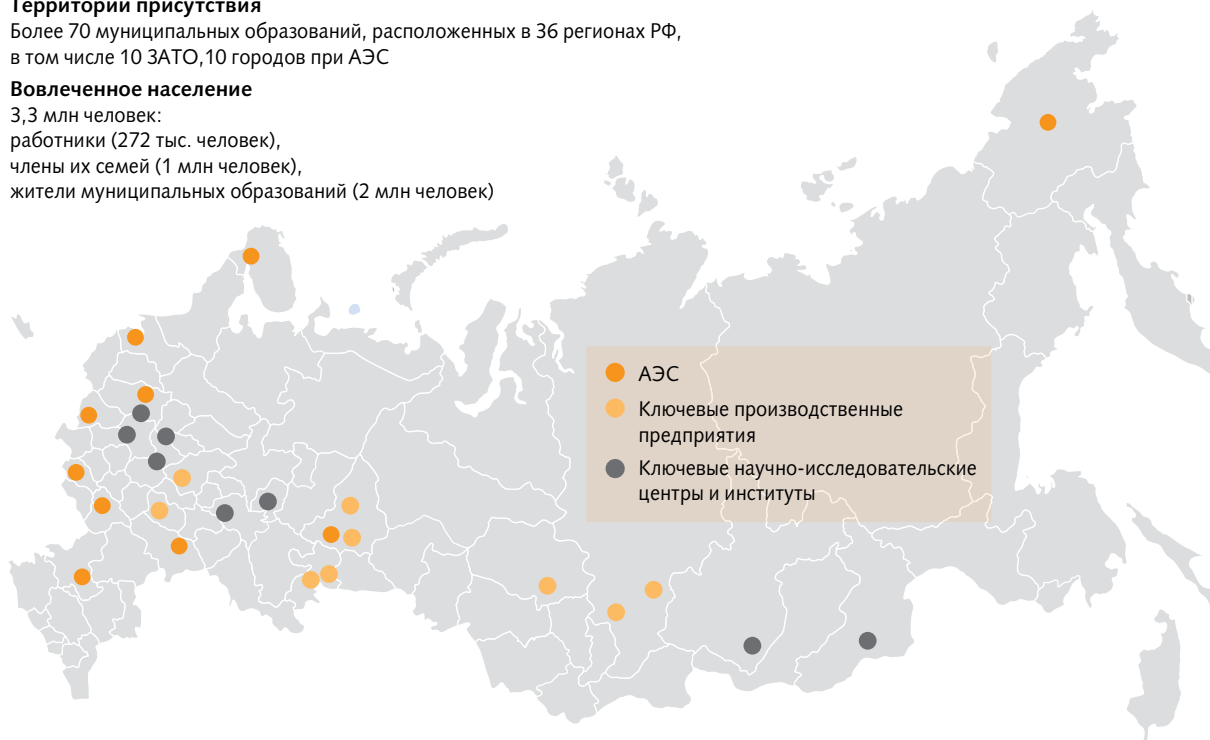 Территории присутствия
Более 70 муниципальных образований, расположенных в 36 регионах РФ,
в том числе 10 ЗАТО,10 городов при АЭС
Вовлеченное население
3,3 млн человек:
работники (272 тыс. человек),
члены их семей (1 млн человек),
жители муниципальных образований (2 млн человек)
АЭС
Ключевые производственные
предприятия
Ключевые научно-исследовательские
центры и институты